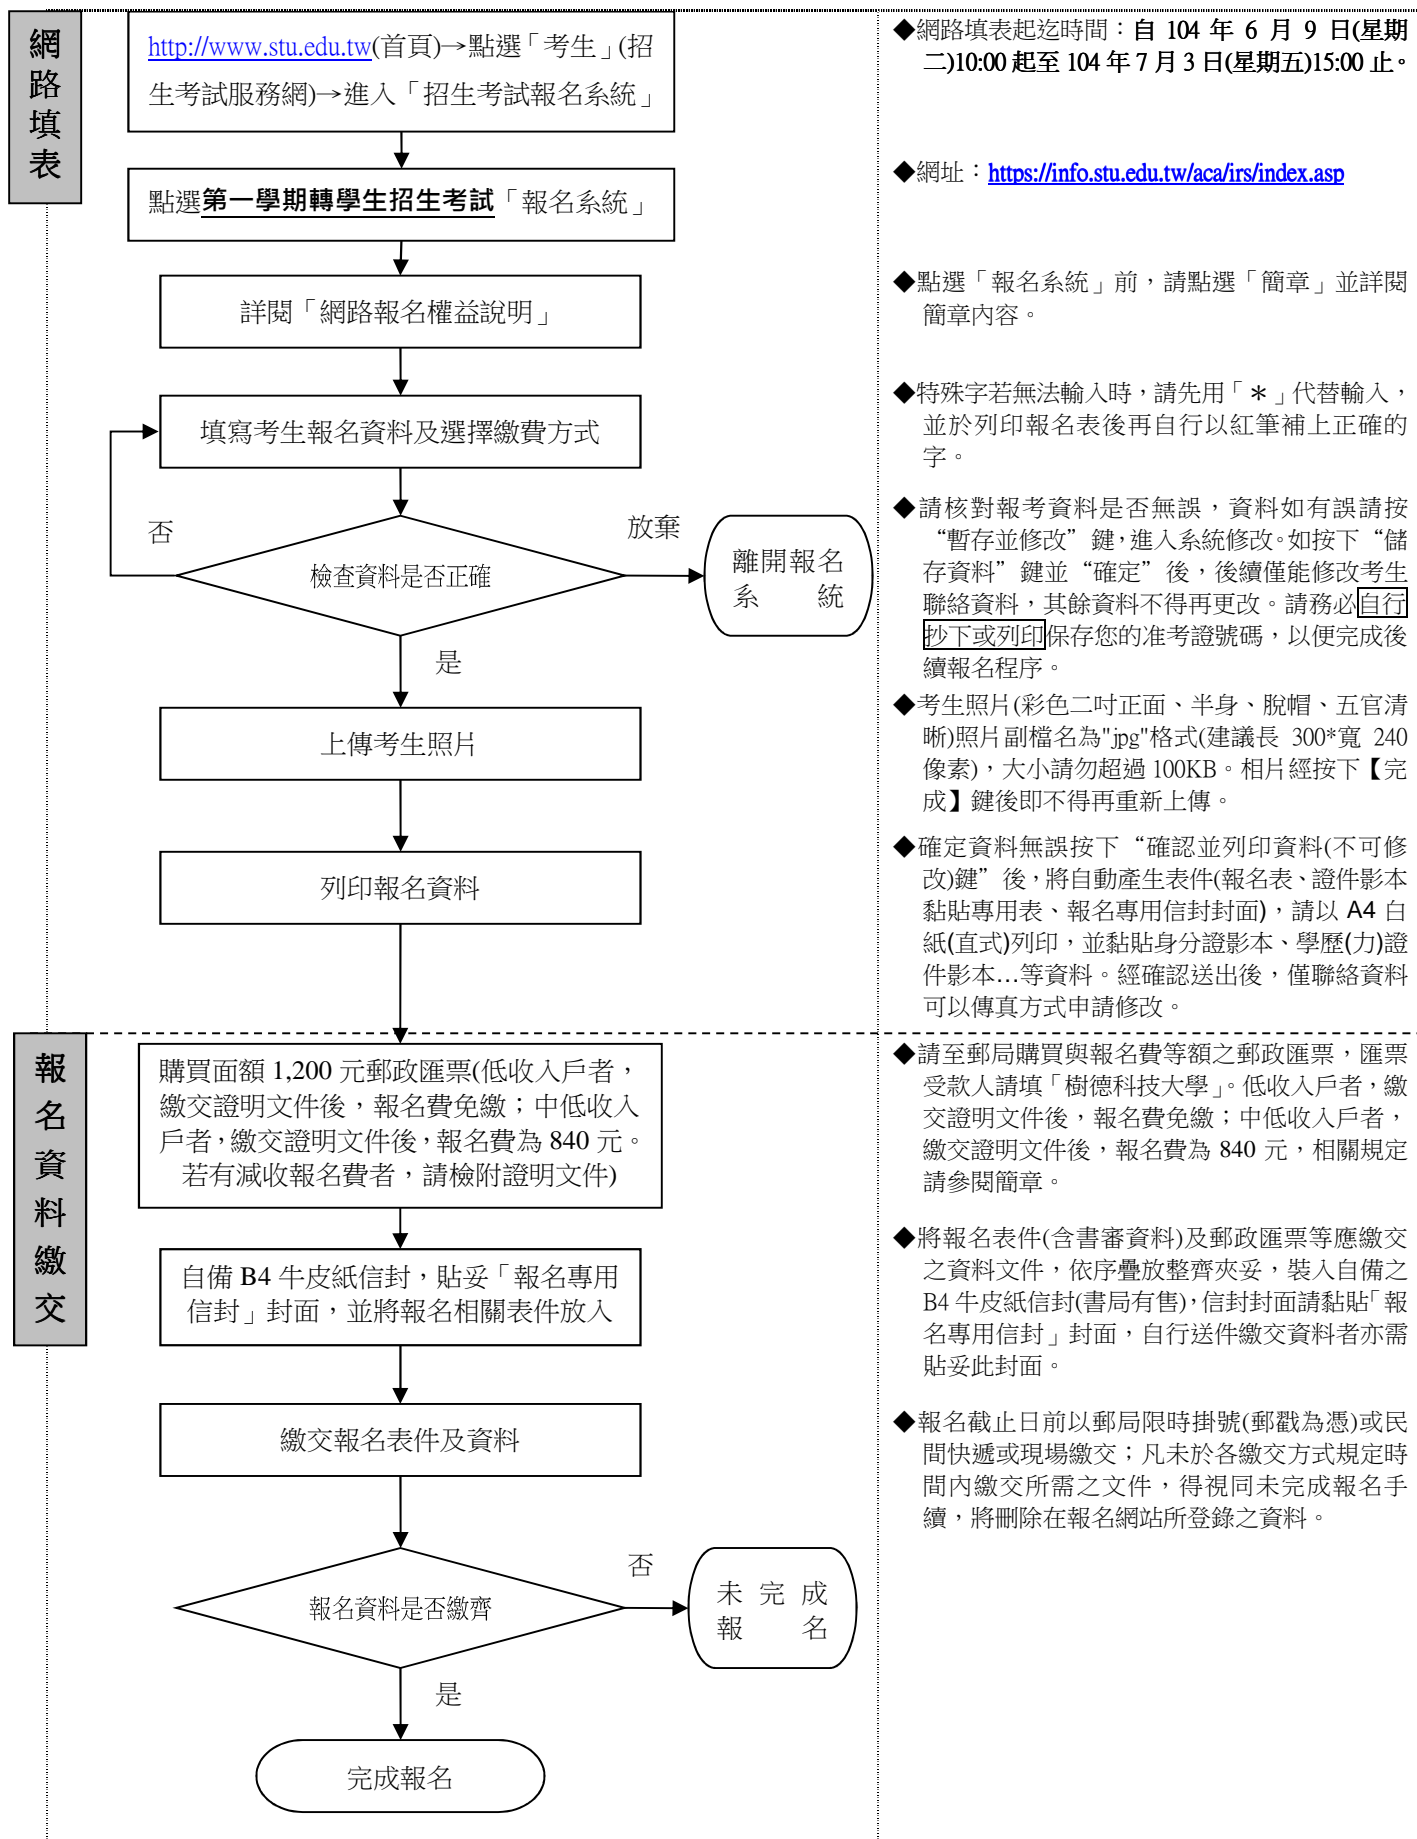 網路填表
http://www.stu.edu.tw(首頁)→點選「考生」(招
生考試服務網)→進入「招生考試報名系統」
點選第一學期轉學生招生考試「報名系統」
詳閱「網路報名權益說明」
填寫考生報名資料及選擇繳費方式
否
檢查資料是否正確
放棄
離開報名
系統
是
上傳考生照片
列印報名資料
◆網路填表起迄時間：自 104 年 6 月 9 日(星期
二)10:00 起至 104 年 7 月 3 日(星期五)15:00 止。
◆網址：https://info.stu.edu.tw/aca/irs/index.asp
◆點選「報名系統」前，請點選「簡章」並詳閱
簡章內容。
◆特殊字若無法輸入時，請先用「＊」代替輸入，
並於列印報名表後再自行以紅筆補上正確的
字。
◆請核對報考資料是否無誤，資料如有誤請按
“暫存並修改”鍵，進入系統修改。如按下“儲
存資料”鍵並“確定”後，後續僅能修改考生
聯絡資料，其餘資料不得再更改。請務必自行
抄下或列印保存您的准考證號碼，以便完成後
續報名程序。
◆考生照片(彩色二吋正面、半身、脫帽、五官清
晰)照片副檔名為"jpg"格式(建議長 300*寬 240
像素)，大小請勿超過 100KB。相片經按下【完
成】鍵後即不得再重新上傳。
◆確定資料無誤按下“確認並列印資料(不可修
改)鍵”後，將自動產生表件(報名表、證件影本
黏貼專用表、報名專用信封封面)，請以 A4 白
紙(直式)列印，並黏貼身分證影本、學歷(力)證
件影本…等資料。經確認送出後，僅聯絡資料
可以傳真方式申請修改。
報名資料繳交
購買面額 1,200 元郵政匯票(低收入戶者，
繳交證明文件後，報名費免繳；中低收入
戶者，繳交證明文件後，報名費為 840 元。
若有減收報名費者，請檢附證明文件)
自備 B4 牛皮紙信封，貼妥「報名專用
信封」封面，並將報名相關表件放入
繳交報名表件及資料
報名資料是否繳齊
否
未完成
報名
是
完成報名
◆請至郵局購買與報名費等額之郵政匯票，匯票
受款人請填「樹德科技大學」。低收入戶者，繳
交證明文件後，報名費免繳；中低收入戶者，
繳交證明文件後，報名費為 840 元，相關規定
請參閱簡章。
◆將報名表件(含書審資料)及郵政匯票等應繳交
之資料文件，依序疊放整齊夾妥，裝入自備之
B4 牛皮紙信封(書局有售)，信封封面請黏貼「報
名專用信封」封面，自行送件繳交資料者亦需
貼妥此封面。
◆報名截止日前以郵局限時掛號(郵戳為憑)或民
間快遞或現場繳交；凡未於各繳交方式規定時
間內繳交所需之文件，得視同未完成報名手
續，將刪除在報名網站所登錄之資料。